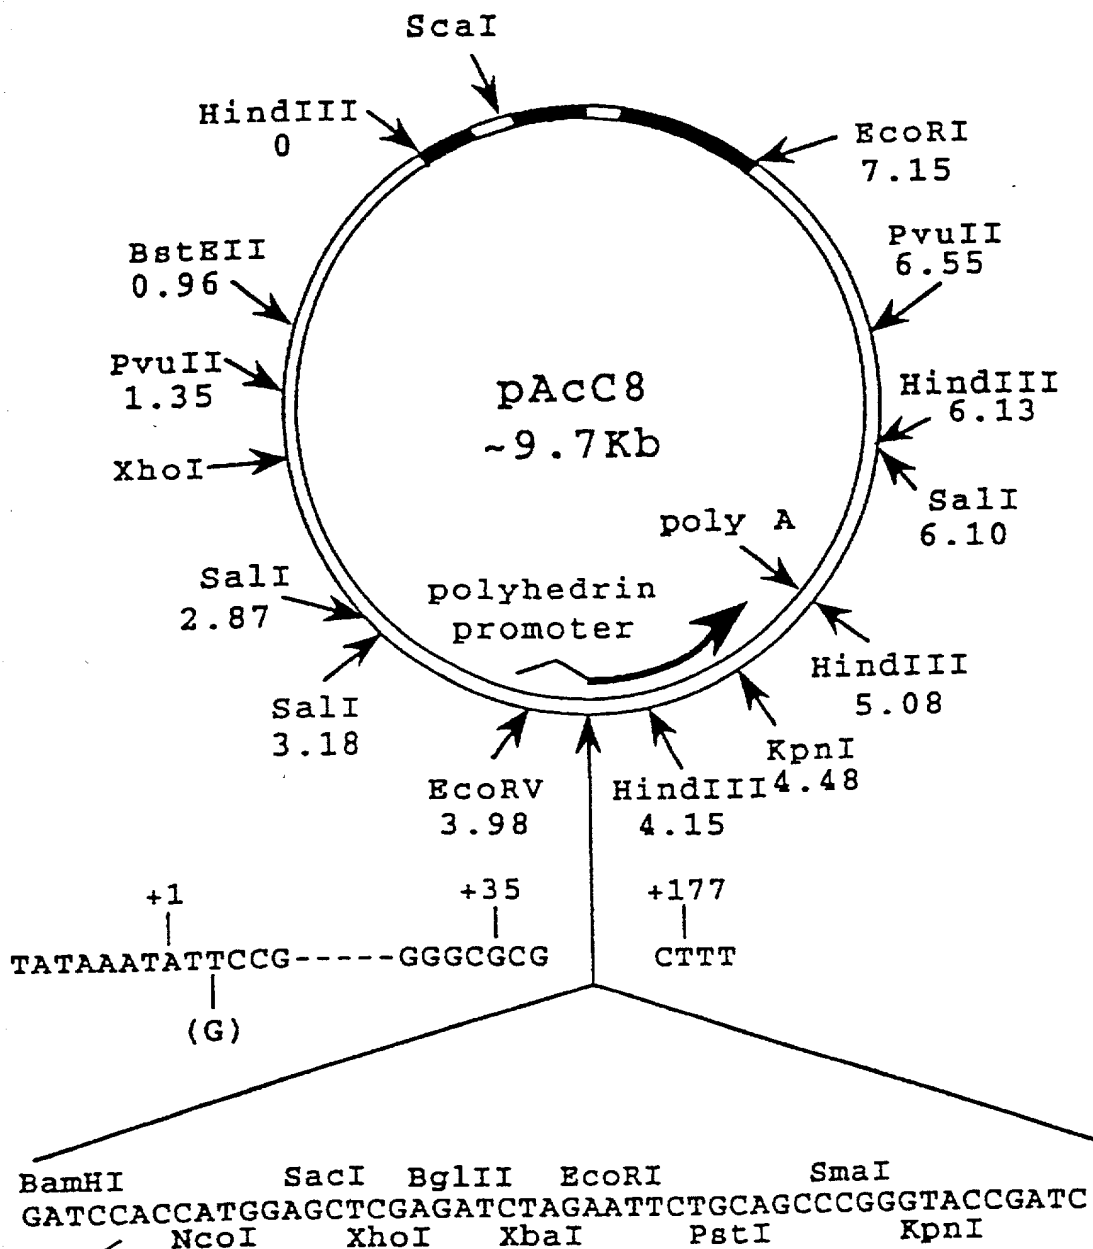 ScaI
HindIII
0
EcoRI
7.15
BstEII
0.96
PvuII
6.55
PvuII
1.35
pAcC8
~9.7Kb
HindIII
6.13
XhoI
SalI
6.10
poly A
SalI
2.87
polyhedrin
promoter
HindIII
5.08
SalI
3.18
KpnI
4.48
EcoRV
3.98
HindIII
4.15
+1
+35
+177
TATAAATATTCCG-----GGGCGCG
CTTT
(G)
BamHI
SacI
BglII
EcoRI
SmaI
GATCCACCATGGAGCTCGAGATCTAGAATTCTGCAGCCCGGGTACCGATC
NcoI
XhoI
XbaI
PstI
KpnI